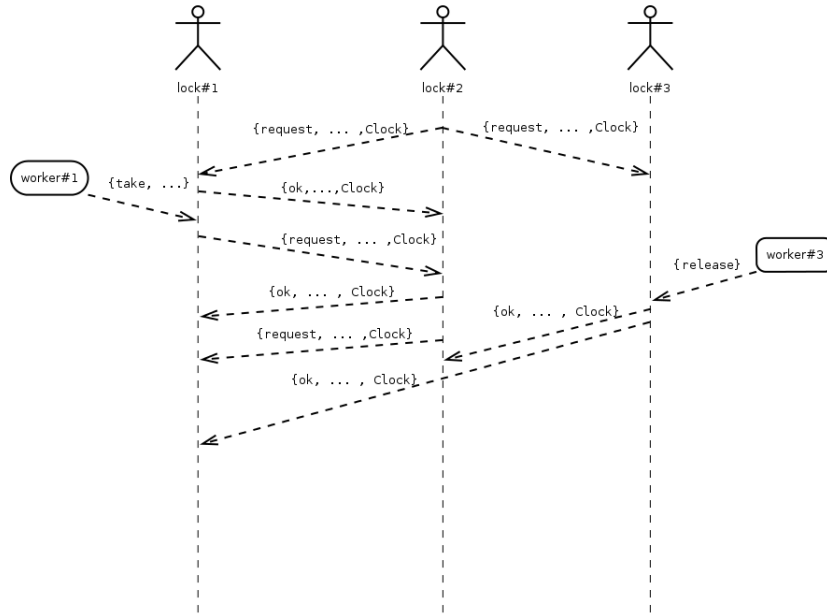 lock#1
lock#2
lock#3
{request, ... ,Clock}
{request, ... ,Clock}
worker#1
{take, ...}
{ok,...,Clock}
{request, ... ,Clock}
worker#3
{release}
{ok, ... , Clock}
{ok, ... , Clock}
{request, ... ,Clock}
{ok, ... , Clock}